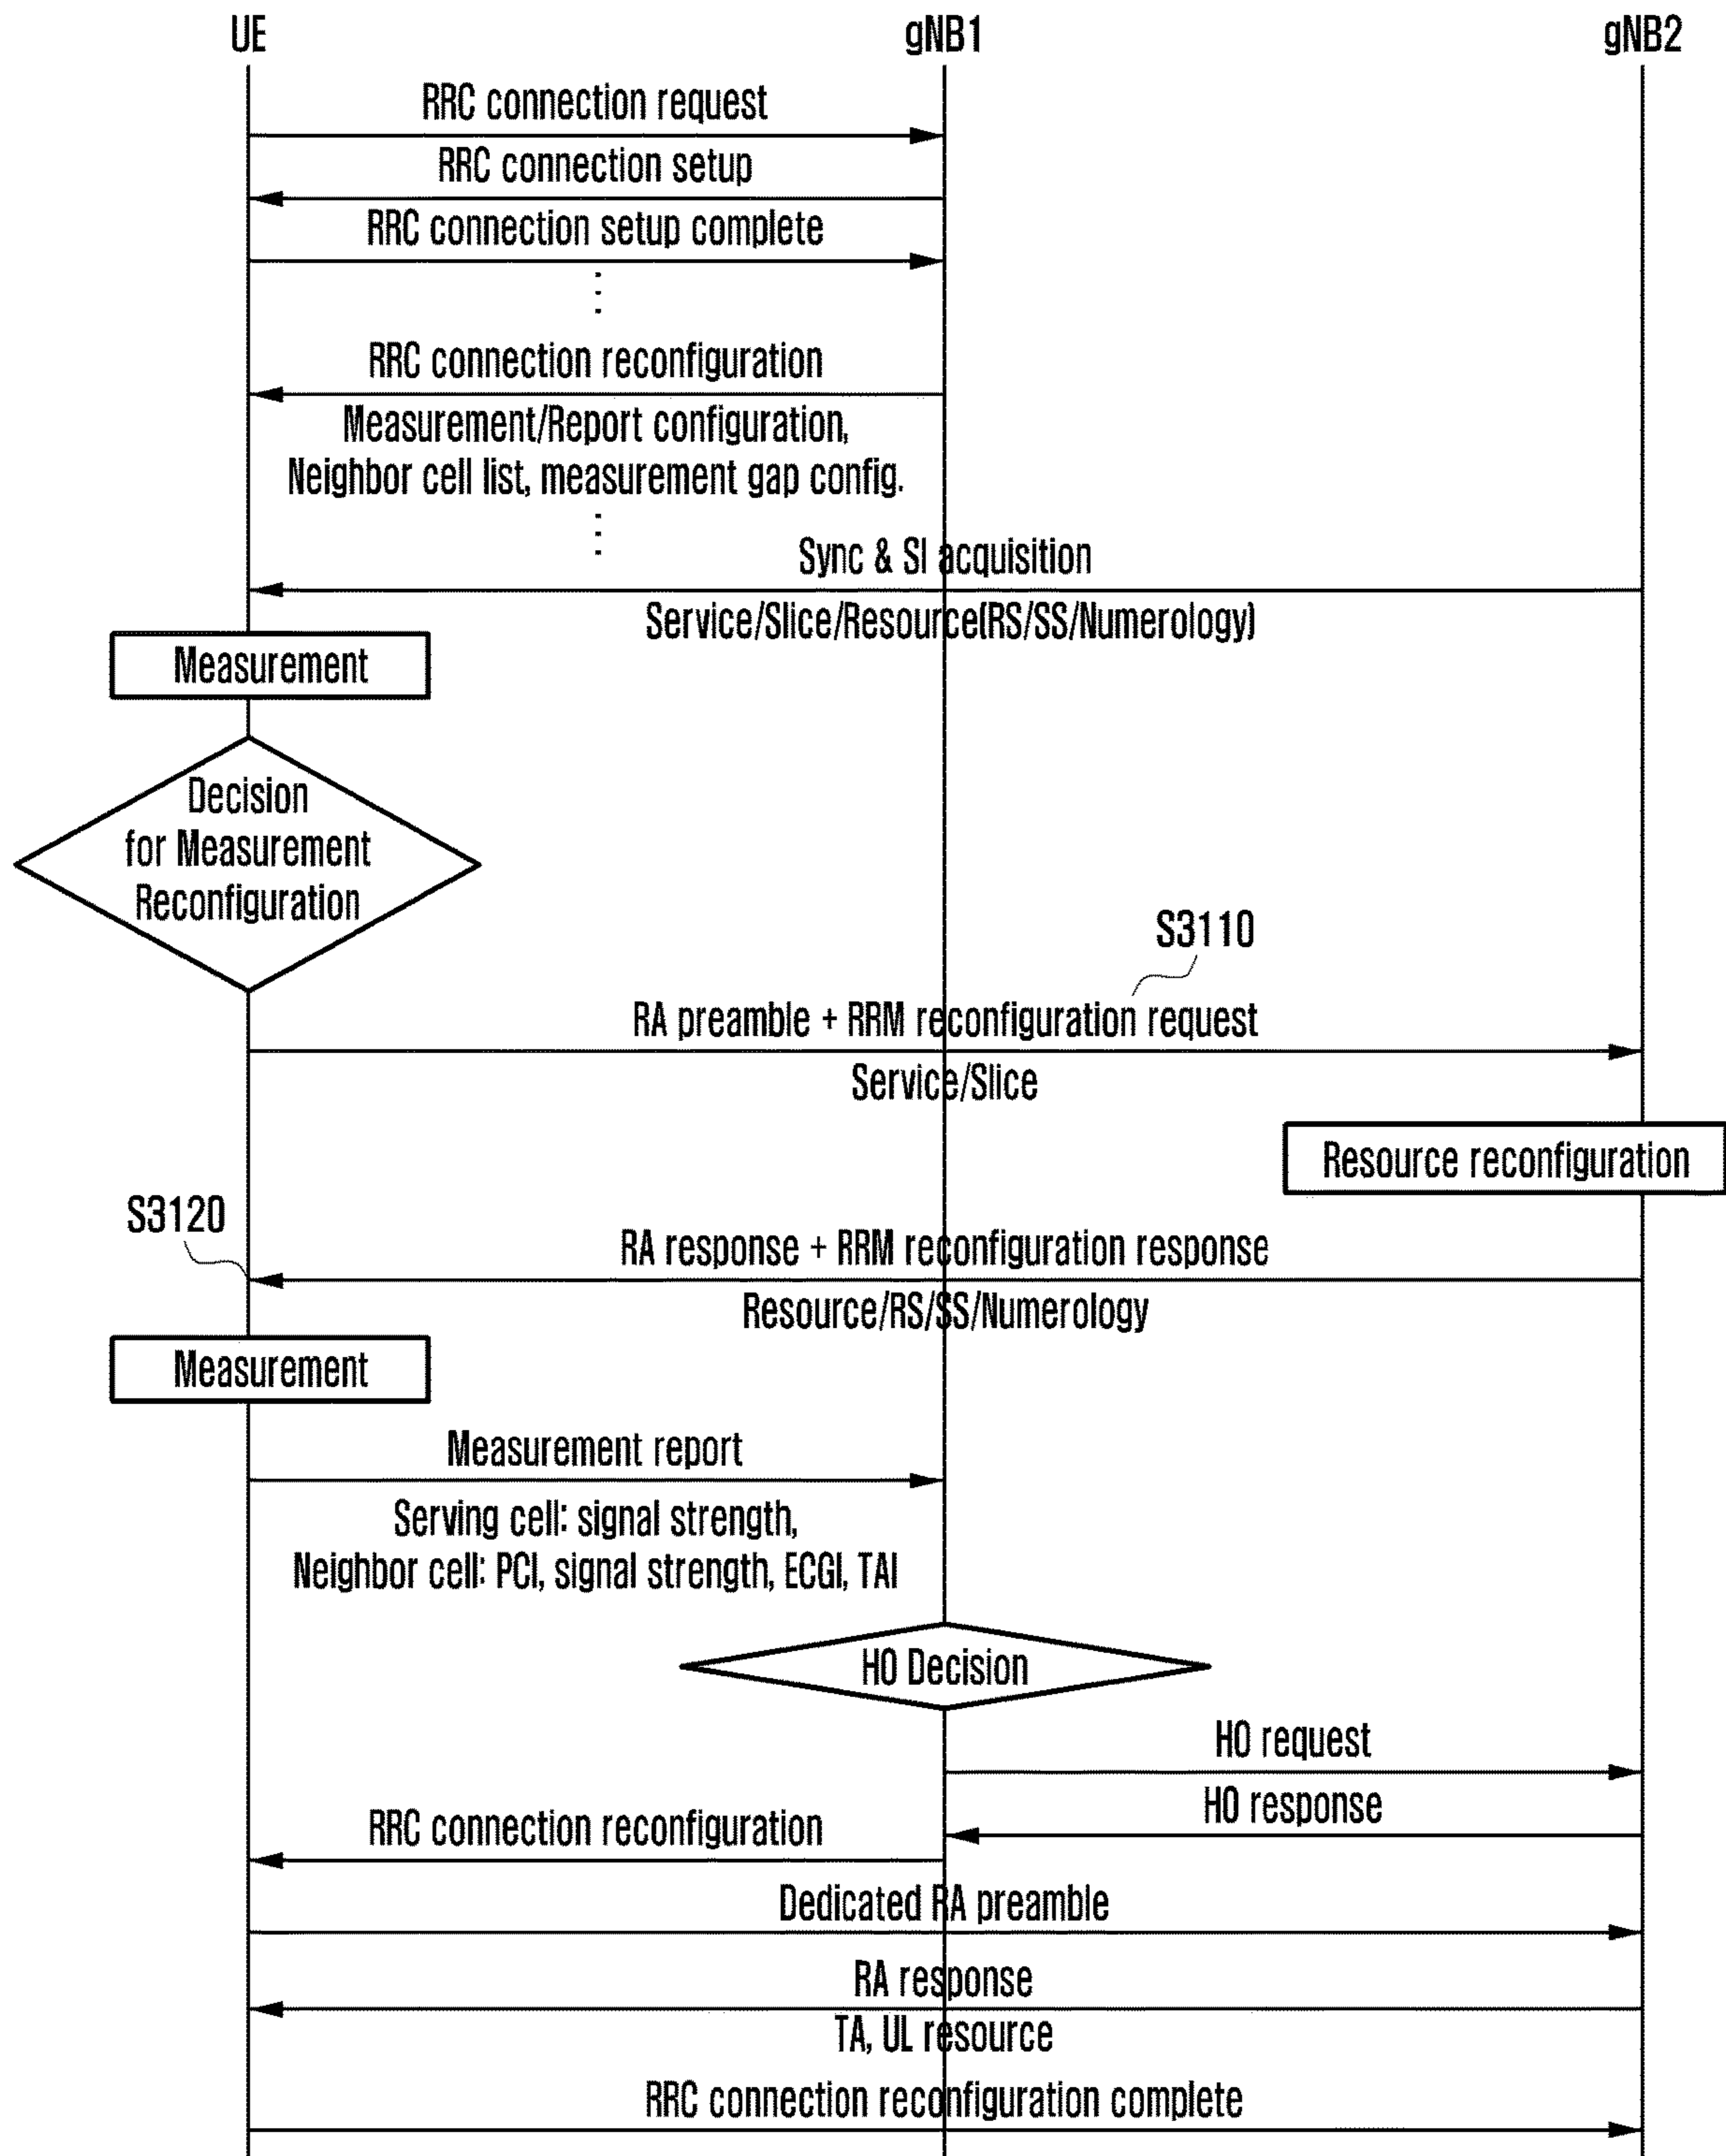 UE
gNB1
gNB2
RRC connection request
RRC connection setup
RRC connection setup complete
RRC connection reconfiguration
Measurement/Report configuration,
Neighbor cell list, measurement gap config.
Sync & SI acquisition
Service/Slice/Resource(RS/SS/Numerology)
Measurement
Decision
for Measurement
Reconfiguration
S3110
RA preamble + RRM reconfiguration request
Service/Slice
Resource reconfiguration
S3120
RA response + RRM reconfiguration response
Resource/RS/SS/Numerology
Measurement
Measurement report
Serving cell: signal strength,
Neighbor cell: PCI, signal strength, ECGI, TAI
HO Decision
HO request
HO response
RRC connection reconfiguration
Dedicated RA preamble
RA response
TA, UL resource
RRC connection reconfiguration complete